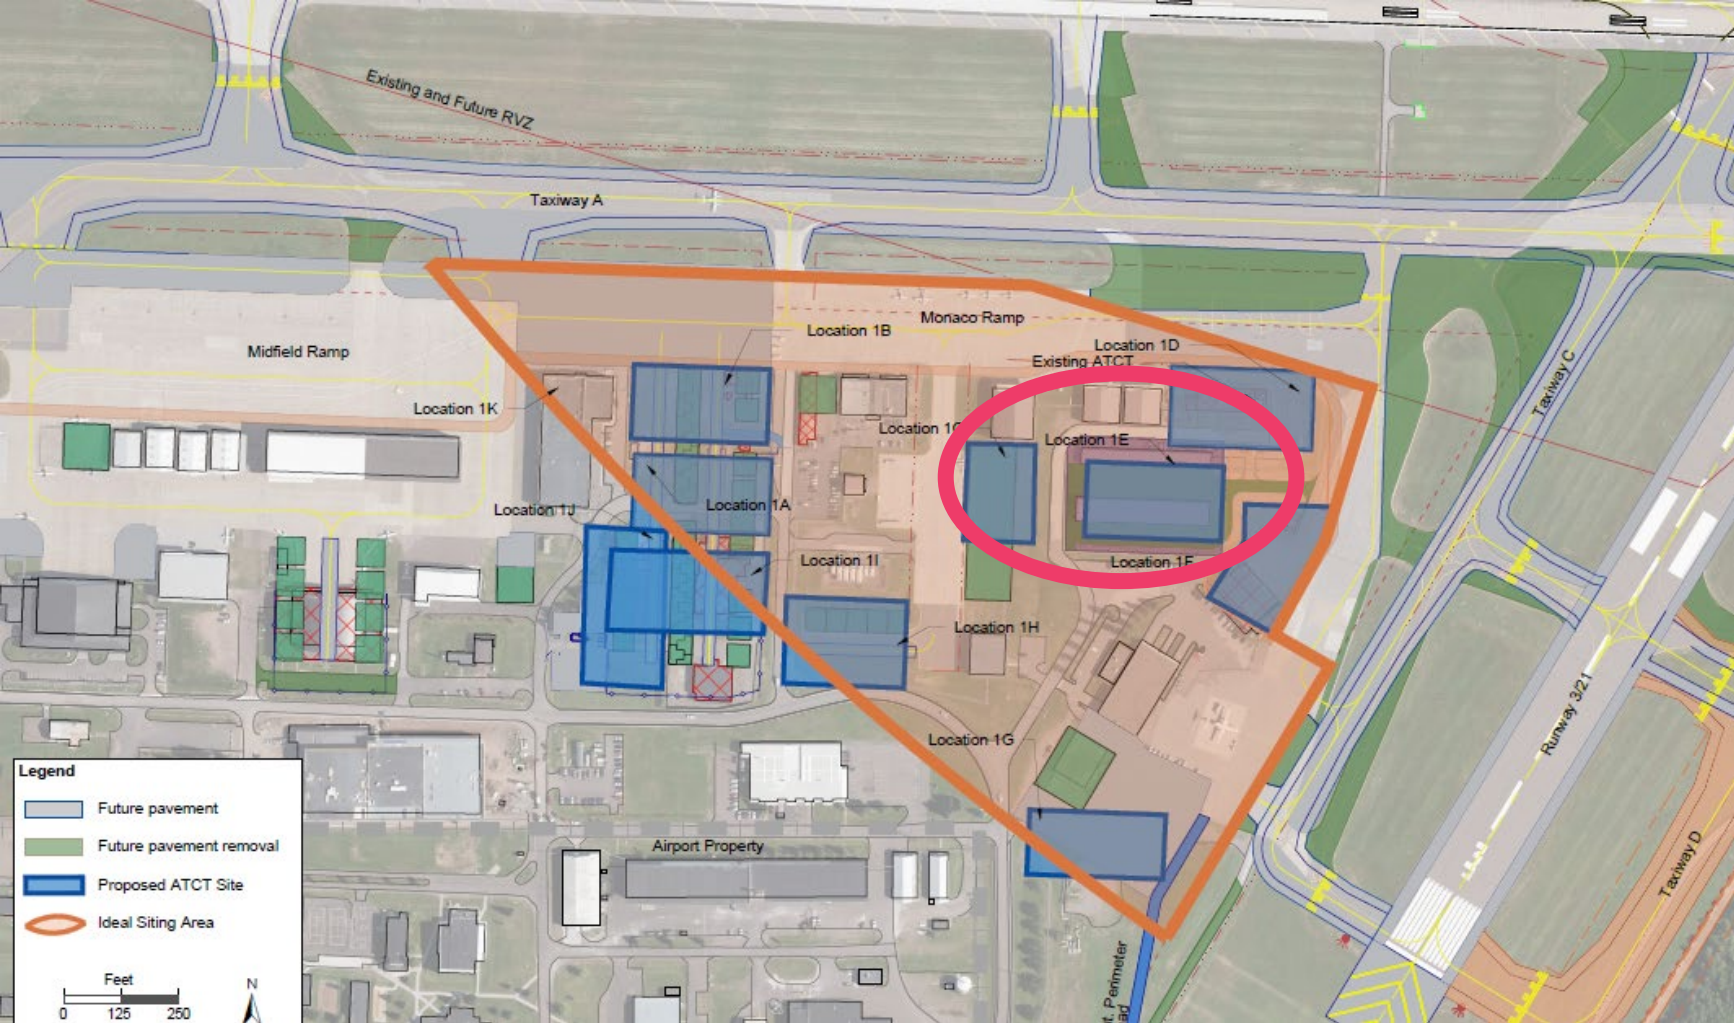 Existing and Future RVZ
Taxiway A
Monaco Ramp
Location 1B
Location 1D
Midfield Ramp
Existing ATCT
Location 1K
Location
Location 1E
Location 1A
Location 1J
Location 1I
Location 1F
Location 1H
Location 1G
Taxiway C
Runway 3/21
Taxiway D
Airport Property
Perimeter
Legend
Future pavement
Future pavement removal
Proposed ATCT Site
Ideal Siting Area
Feet
0 125 250
N